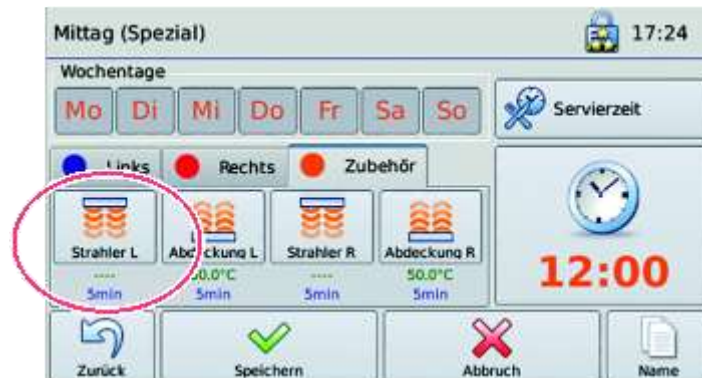 Mittag (Spezial) 17:24
Wochentage
Mo Di Mi Do Fr Sa So
Servierzeit
Links Rechts Zubehör
Strahler L Abdeckung L Strahler R Abdeckung R
---- 50.0°C ---- 50.0°C
5min 5min 5min 5min
12:00
Zurück Speichern Abbruch Name